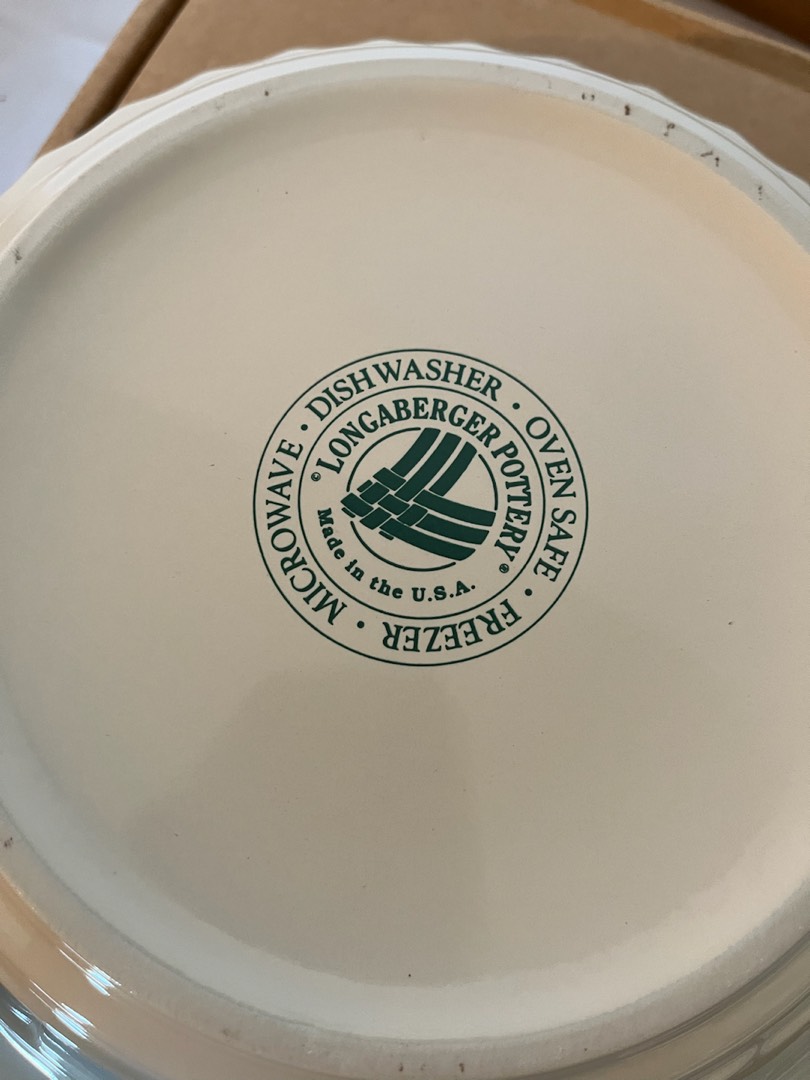 MICROWAVE • DISHWASHER • OVEN SAFE • FREEZER •
© LONGABERGER POTTERY ®
Made in the U.S.A.